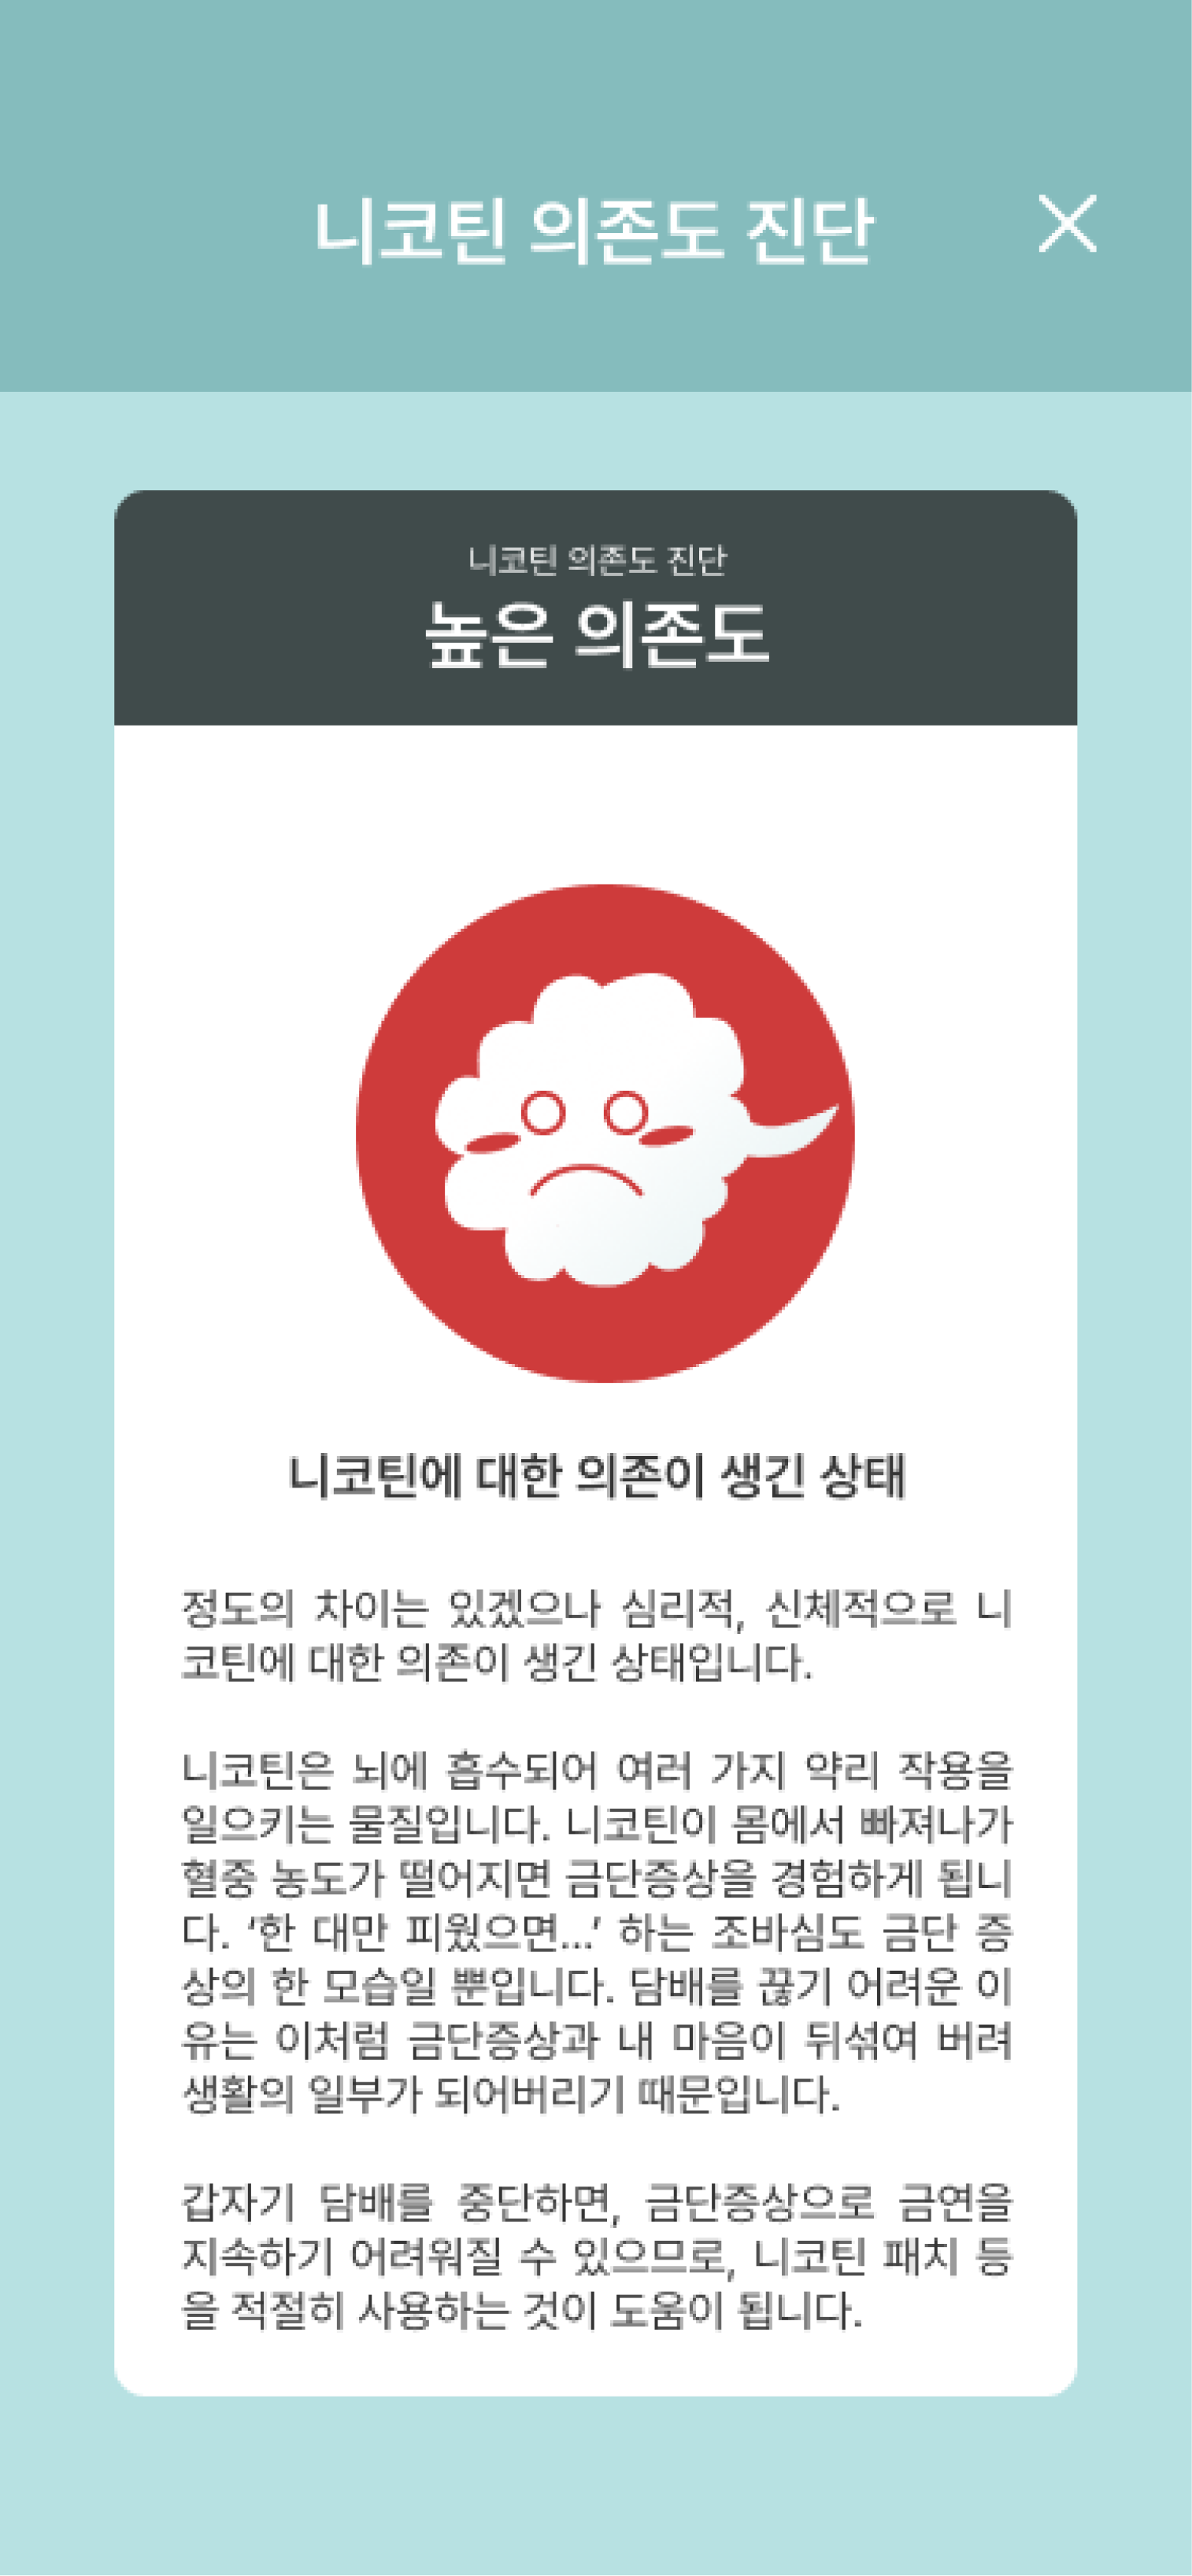 니코틴 의존도 진단
니코틴 의존도 진단
높은 의존도
니코틴에 대한 의존이 생긴 상태
정도의 차이는 있겠으나 심리적, 신체적으로 니
코틴에 대한 의존이 생긴 상태입니다.
니코틴은 뇌에 흡수되어 여러 가지 약리 작용을
일으키는 물질입니다. 니코틴이 몸에서 빠져나가
혈중 농도가 떨어지면 금단증상을 경험하게 됩니
다. ‘한 대만 피웠으면...’ 하는 조바심도 금단 증
상의 한 모습일 뿐입니다. 담배를 끊기 어려운 이
유는 이처럼 금단증상과 내 마음이 뒤섞여 버려
생활의 일부가 되어버리기 때문입니다.
갑자기 담배를 중단하면, 금단증상으로 금연을
지속하기 어려워질 수 있으므로, 니코틴 패치 등
을 적절히 사용하는 것이 도움이 됩니다.